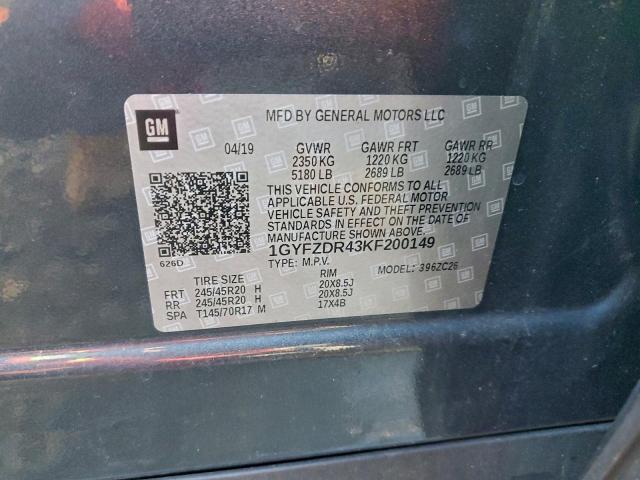 GM
MFD BY GENERAL MOTORS LLC
04/19 GVWR GAWR FRT GAWR RR
2350 KG 1220 KG 1220 KG
5180 LB 2689 LB 2689 LB
THIS VEHICLE CONFORMS TO ALL
APPLICABLE U.S. FEDERAL MOTOR
VEHICLE SAFETY AND THEFT PREVENTION
STANDARDS IN EFFECT ON THE DATE OF
MANUFACTURE SHOWN ABOVE.
1GYFZDR43KF200149
626D
TYPE: M.P.V. MODEL: 396ZC26
TIRE SIZE RIM
FRT 245/45R20 H 20X8.5J
RR 245/45R20 H 20X8.5J
SPA T145/70R17 M 17X4B